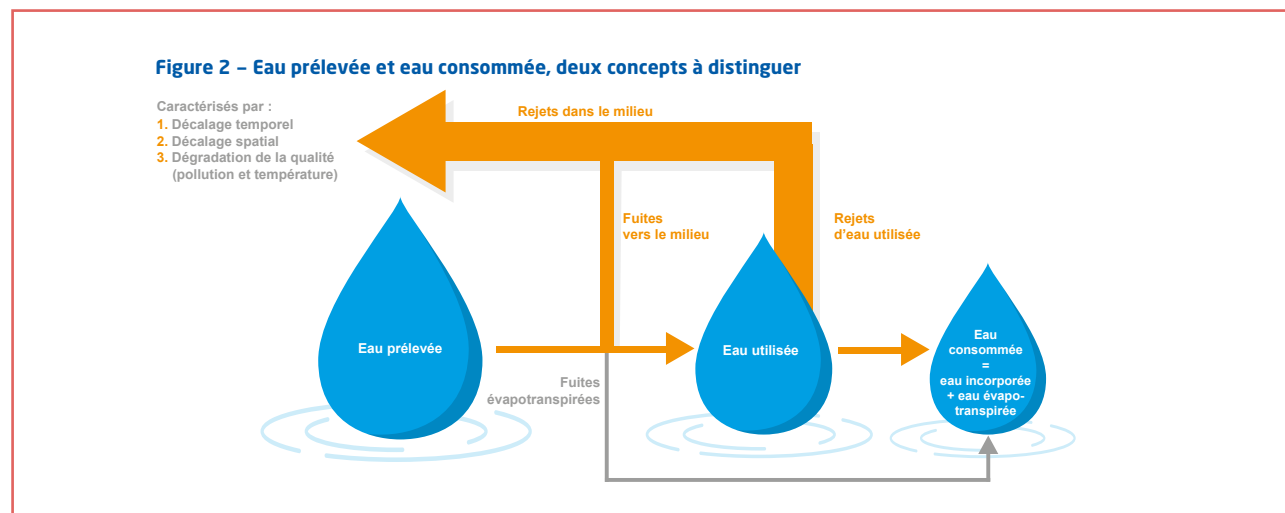 Figure 2 – Eau prélevée et eau consommée, deux concepts à distinguer
Caractérisés par :
1. Décalage temporel
2. Décalage spatial
3. Dégradation de la qualité
(pollution et température)
Rejets dans le milieu
Fuites
vers le milieu
Rejets
d'eau utilisée
Eau prélevée
Eau utilisée
Eau
consommée
=
eau incorporée
+ eau évapo-
transpirée
Fuites
évapotranspirées